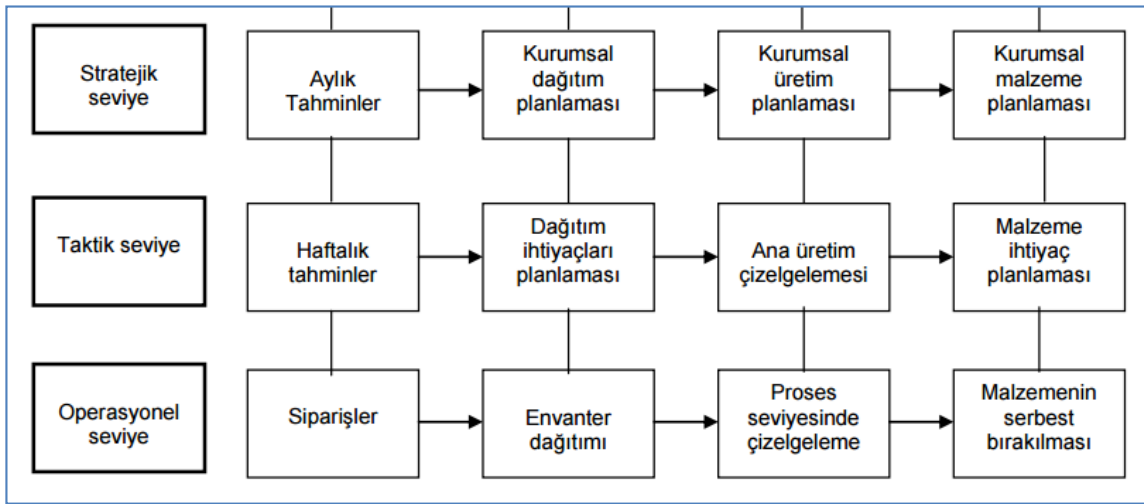 Stratejik
seviye
Aylık
Tahminler
Kurumsal
dağıtım
planlaması
Kurumsal
üretim
planlaması
Kurumsal
malzeme
planlaması
Taktik seviye
Haftalık
tahminler
Dağıtım
ihtiyaçları
planlaması
Ana üretim
çizelgelemesi
Malzeme
ihtiyaç
planlaması
Operasyonel
seviye
Siparişler
Envanter
dağıtımı
Proses
seviyesinde
çizelgeleme
Malzemenin
serbest
bırakılması